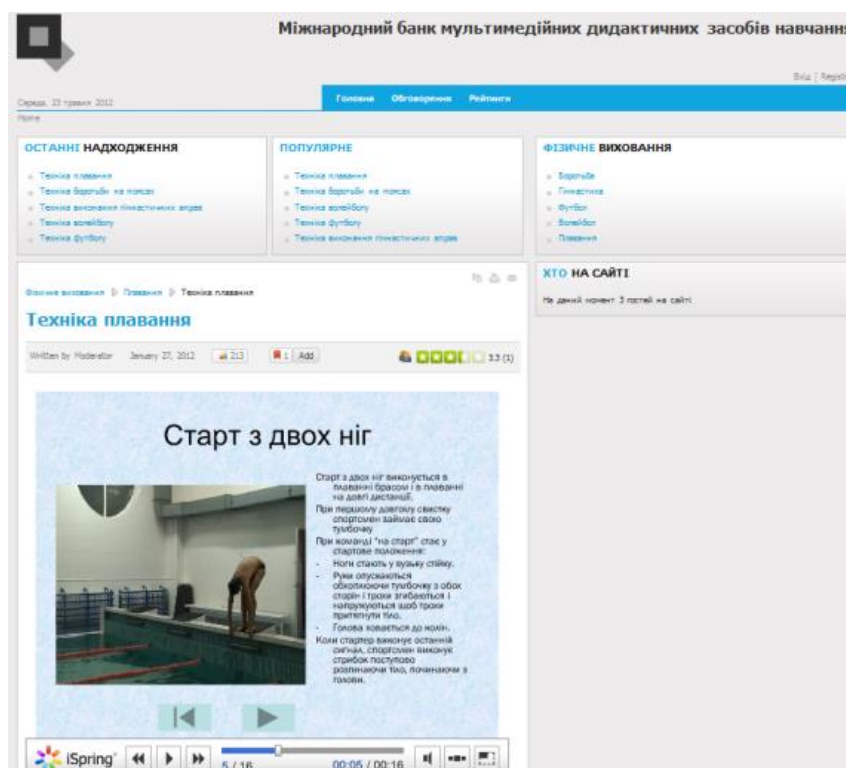 Міжнародний банк мультимедійних дидактичних засобів навчання
Вхід | Regist
Середа, 23 травня 2012
Головна Обговорення Рейтинги
Home
ОСТАННІ НАДХОДЖЕННЯ
Техніка плавання
Техніка боротьби на поясах
Техніка виконання гімнастичних вправ
Техніка волейболу
Техніка футболу
ПОПУЛЯРНЕ
Техніка плавання
Техніка боротьби на поясах
Техніка волейболу
Техніка футболу
Техніка виконання гімнастичних вправ
ФІЗИЧНЕ ВИХОВАННЯ
Боротьба
Гімнастика
Футбол
Волейбол
Плавання
ХТО НА САЙТІ
На даний момент 3 гостей на сайті
Фізичне виховання Плавання Техніка плавання
Техніка плавання
Written by Moderator January 27, 2012 213 1 Add 3.3 (1)
Старт з двох ніг
Старт з двох ніг виконується в
плаванні брасом і в плаванні
на довгі дистанції.
При першому довгому свистку
спортсмен займає свою
тумбочку
При команді "на старт" стає у
стартове положення:
- Ноги стають у вузьку стійку.
- Руки опускаються
обхоплюючи тумбочку з обох
сторін і трохи згибаються і
напружуються щоб трохи
притягнути тіло.
- Голова ховається до колін.
Коли стартер виконує останній
сигнал, спортсмен виконує
стрибок поступово
розпинаючи тіло, починаючи з
голови.
iSpring 5 / 16 00:05 / 00:16